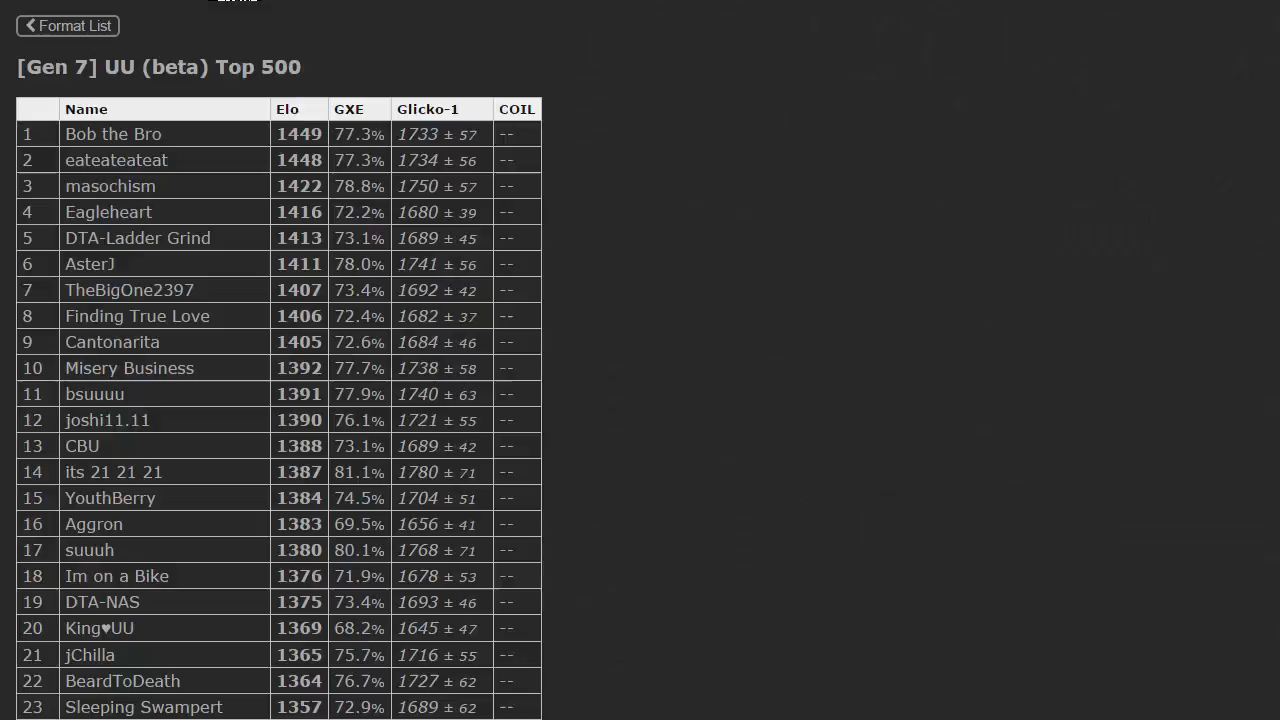 Format List
[Gen 7] UU (beta) Top 500
Name Elo GXE Glicko-1 COIL
1 Bob the Bro 1449 77.3% 1733 ± 57 --
2 eateateateat 1448 77.3% 1734 ± 56 --
3 masochism 1422 78.8% 1750 ± 57 --
4 Eagleheart 1416 72.2% 1680 ± 39 --
5 DTA-Ladder Grind 1413 73.1% 1689 ± 45 --
6 AsterJ 1411 78.0% 1741 ± 56 --
7 TheBigOne2397 1407 73.4% 1692 ± 42 --
8 Finding True Love 1406 72.4% 1682 ± 37 --
9 Cantonarita 1405 72.6% 1684 ± 46 --
10 Misery Business 1392 77.7% 1738 ± 58 --
11 bsuuuu 1391 77.9% 1740 ± 63 --
12 joshi11.11 1390 76.1% 1721 ± 55 --
13 CBU 1388 73.1% 1689 ± 42 --
14 its 21 21 21 1387 81.1% 1780 ± 71 --
15 YouthBerry 1384 74.5% 1704 ± 51 --
16 Aggron 1383 69.5% 1656 ± 41 --
17 suuuh 1380 80.1% 1768 ± 71 --
18 Im on a Bike 1376 71.9% 1678 ± 53 --
19 DTA-NAS 1375 73.4% 1693 ± 46 --
20 King♥UU 1369 68.2% 1645 ± 47 --
21 jChilla 1365 75.7% 1716 ± 55 --
22 BeardToDeath 1364 76.7% 1727 ± 62 --
23 Sleeping Swampert 1357 72.9% 1689 ± 62 --